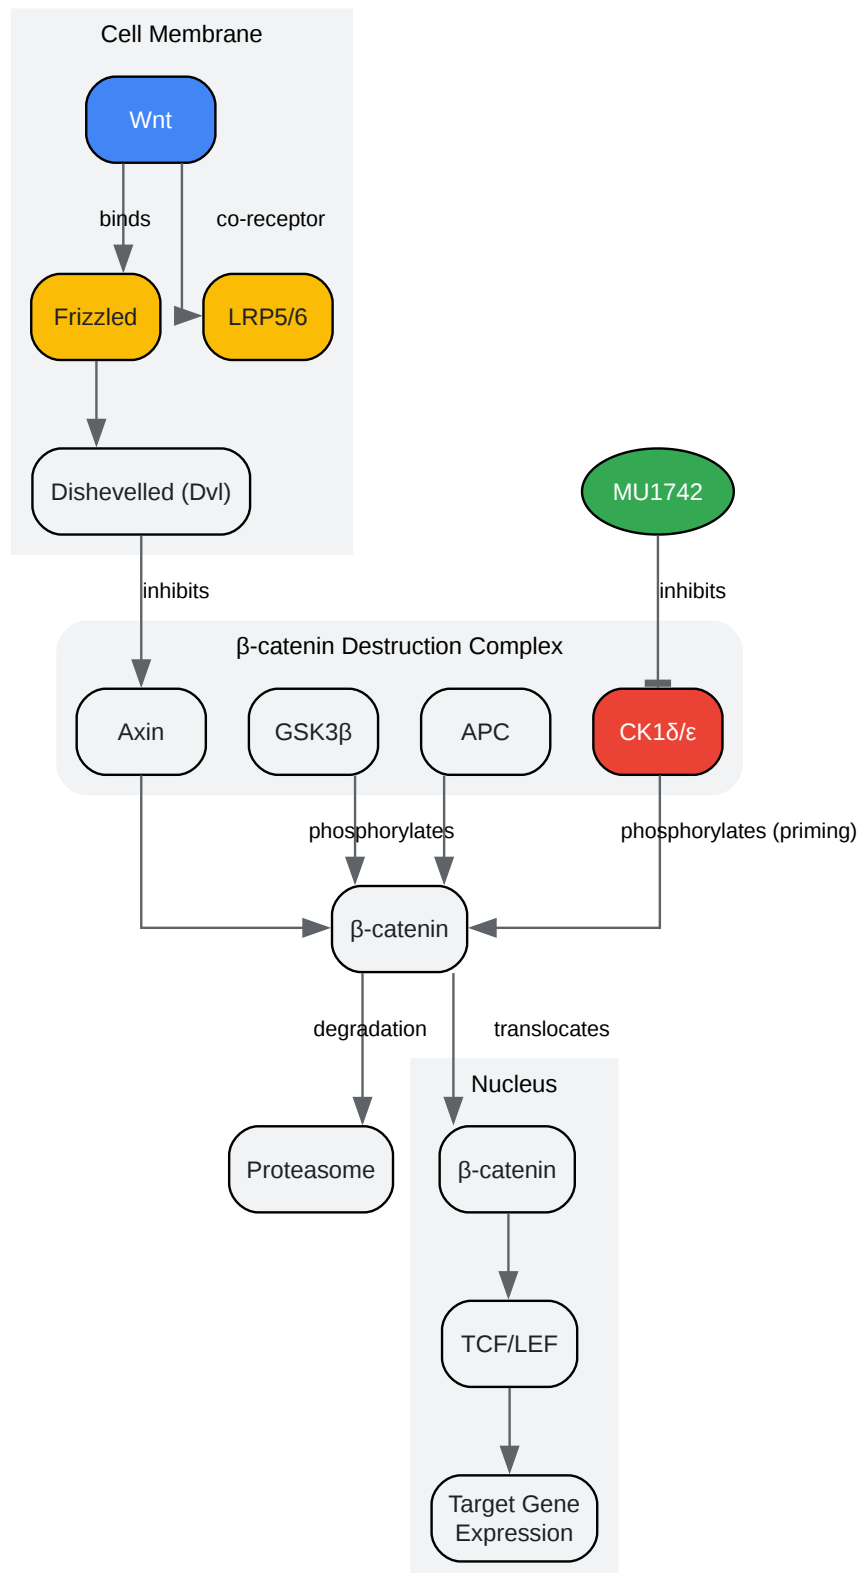 Cell Membrane
Wnt
binds
co-receptor
Frizzled
LRP5/6
Dishevelled (Dvl)
MU1742
inhibits
inhibits
β-catenin Destruction Complex
Axin
GSK3β
APC
CK1δ/ε
phosphorylates
phosphorylates (priming)
β-catenin
degradation
translocates
Nucleus
Proteasome
β-catenin
TCF/LEF
Target Gene
Expression